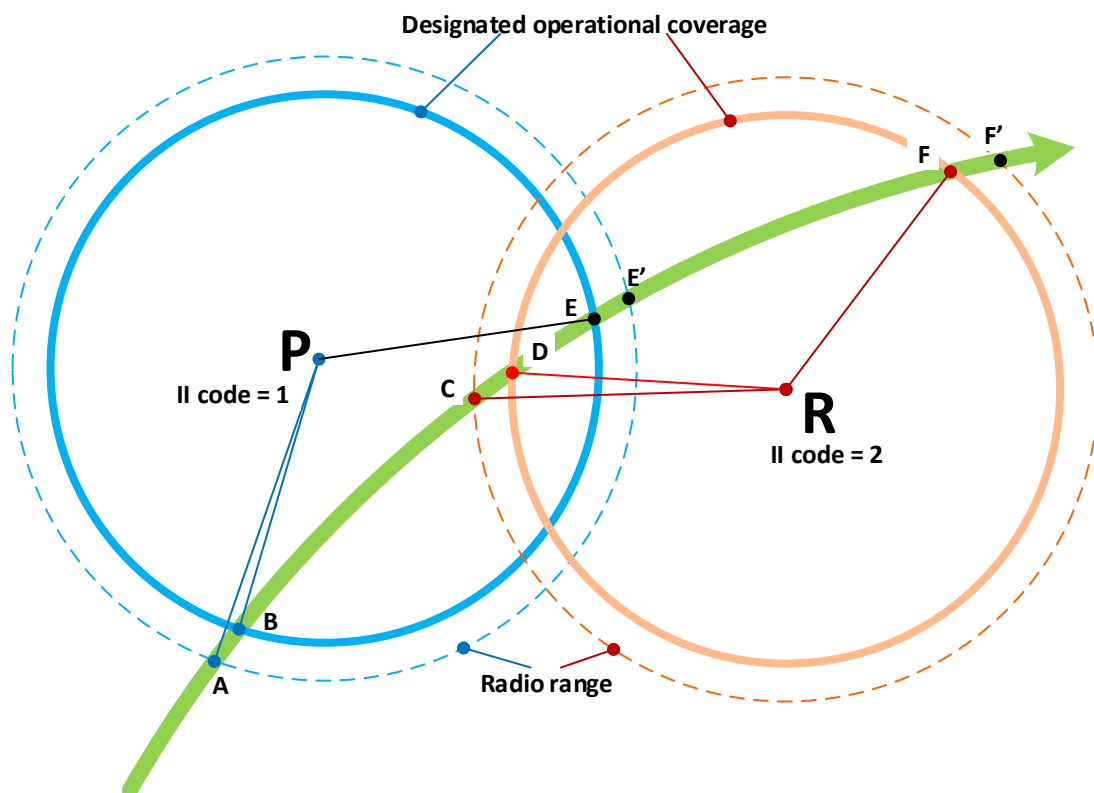 Designated operational coverage
F’
F
E’
E
P
D
II code = 1
C
R
II code = 2
B
A
Radio range